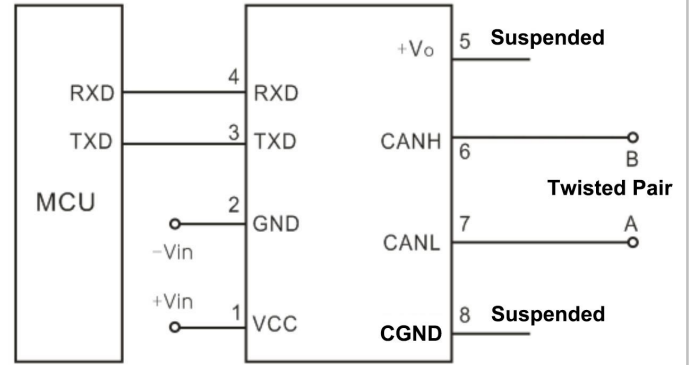 +Vo
5
Suspended
4
RXD
RXD
3
TXD
TXD
CANH
6
B
MCU
Twisted Pair
2
GND
-Vin
7
A
CANL
+Vin
1
VCC
8
Suspended
CGND